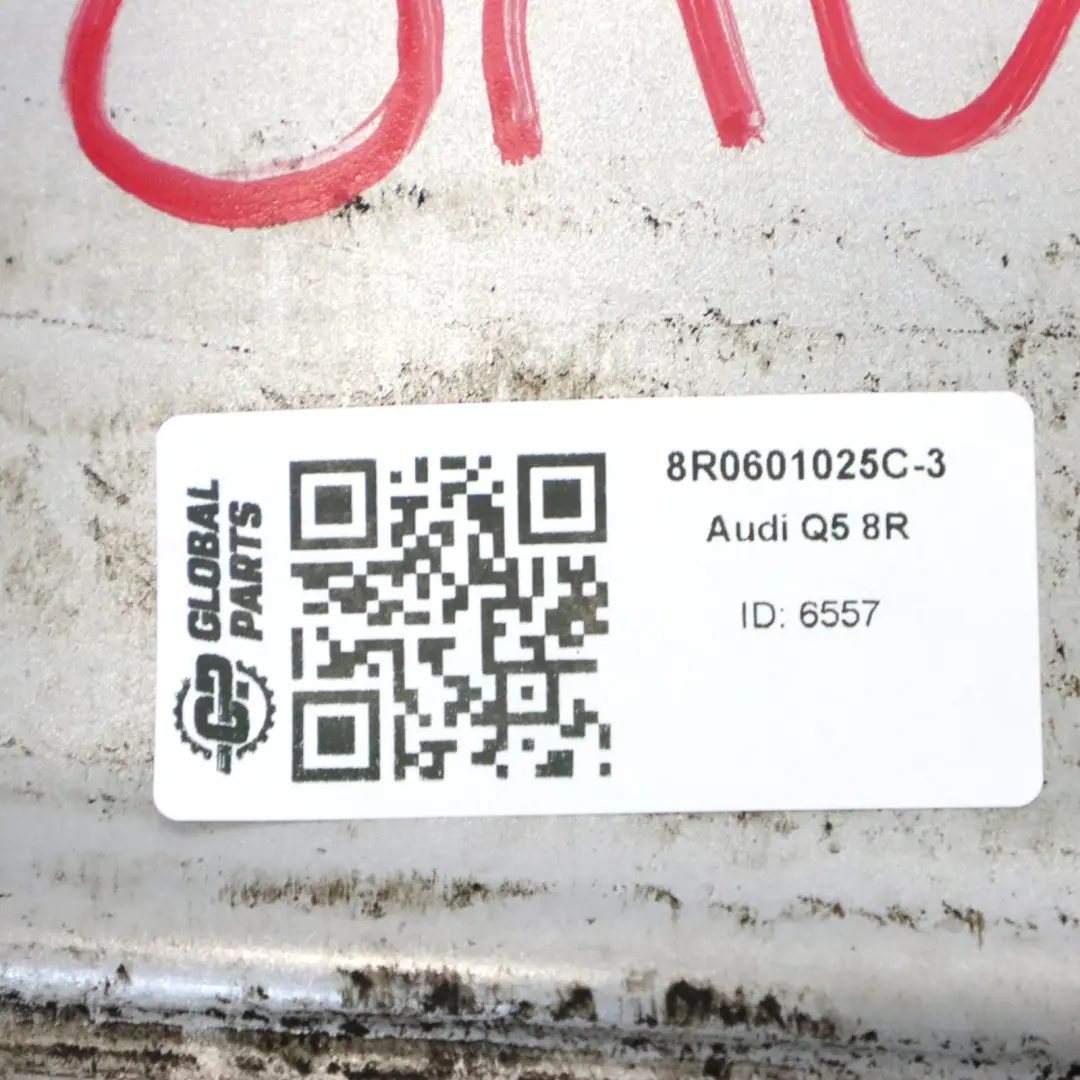 GLOBAL
PARTS
8R0601025C-3
Audi Q5 8R
ID: 6557